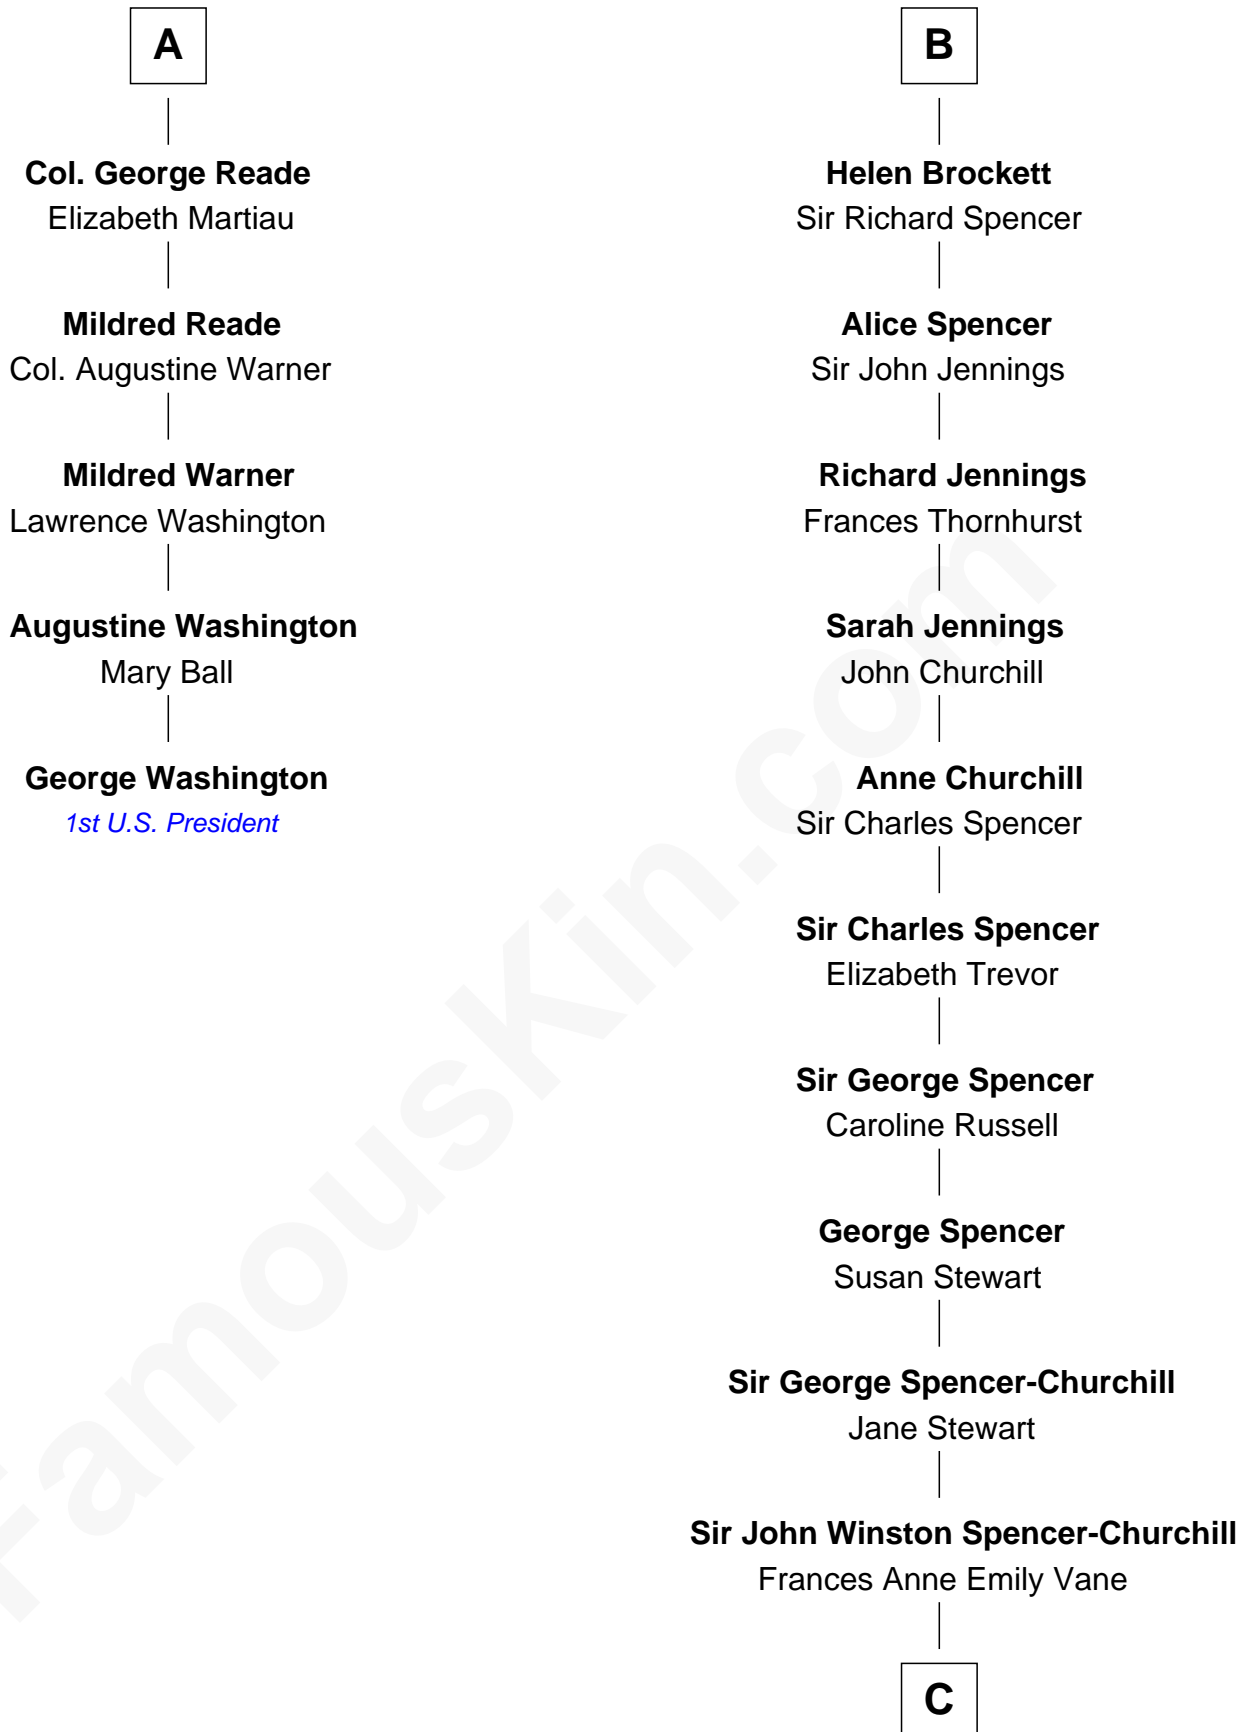 A
Col. George Reade
Elizabeth Martiau
Mildred Reade
Col. Augustine Warner
Mildred Warner
Lawrence Washington
Augustine Washington
Mary Ball
George Washington
1st U.S. President
B
Helen Brockett
Sir Richard Spencer
Alice Spencer
Sir John Jennings
Richard Jennings
Frances Thornhurst
Sarah Jennings
John Churchill
Anne Churchill
Sir Charles Spencer
Sir Charles Spencer
Elizabeth Trevor
Sir George Spencer
Caroline Russell
George Spencer
Susan Stewart
Sir George Spencer-Churchill
Jane Stewart
Sir John Winston Spencer-Churchill
Frances Anne Emily Vane
C
FamousKin.com